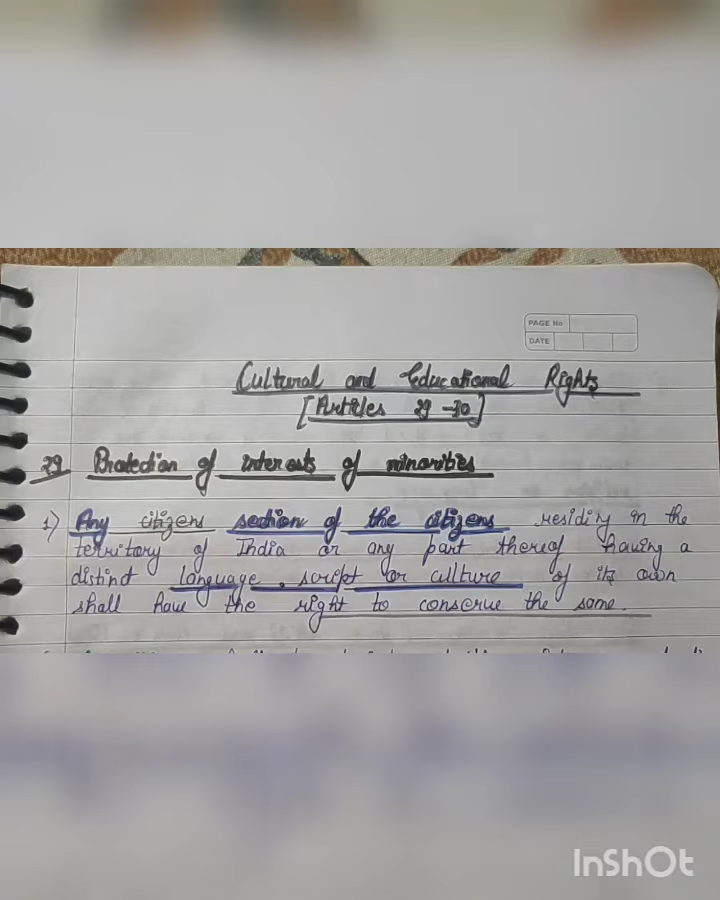 PAGE No
DATE
Cultural and Educational Rights
[Articles 29-30]
29 Protection of interests of minorities
1) Any citizens section of the citizens residing in the
territory of India or any part thereof having a
distinct language, script or culture of its own
shall have the right to conserve the same.
InShOt